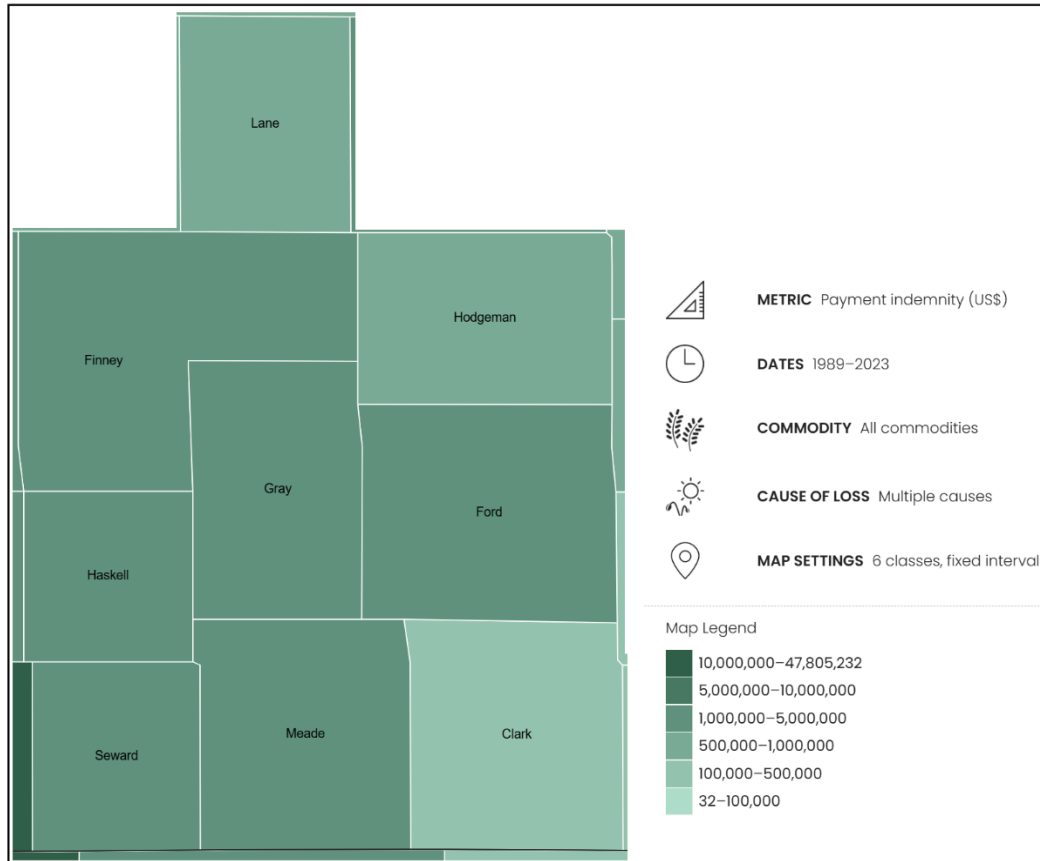 Lane
Hodgeman
Finney
Gray
Ford
Haskell
Seward
Meade
Clark
METRIC Payment indemnity (US$)
DATES 1989–2023
COMMODITY All commodities
CAUSE OF LOSS Multiple causes
MAP SETTINGS 6 classes, fixed interval
Map Legend
10,000,000–47,805,232
5,000,000–10,000,000
1,000,000–5,000,000
500,000–1,000,000
100,000–500,000
32–100,000